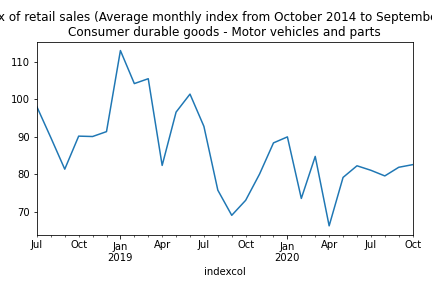 x of retail sales (Average monthly index from October 2014 to Septembe
Consumer durable goods - Motor vehicles and parts
110
100
90
80
70
Jul Oct Jan Apr Jul Oct Jan Apr Jul Oct
2019 2020
indexcol